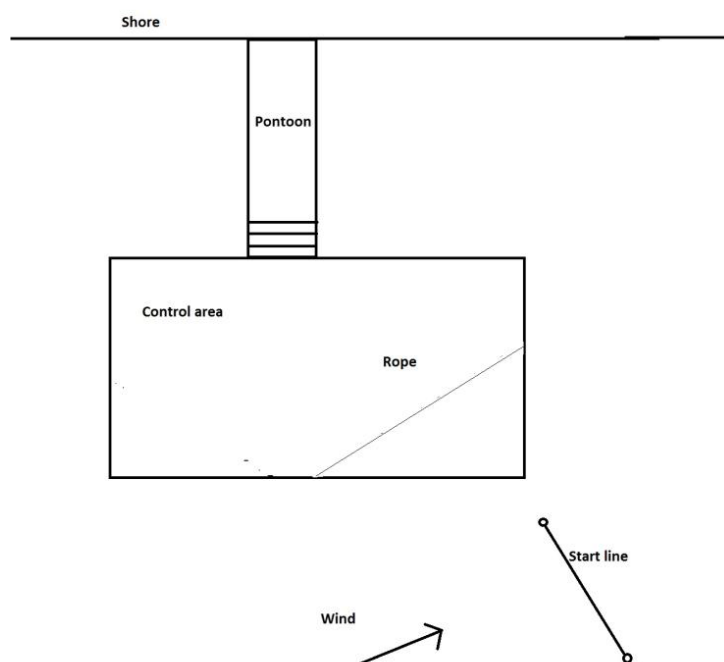 Shore
Pontoon
Control area
Rope
Start line
Wind